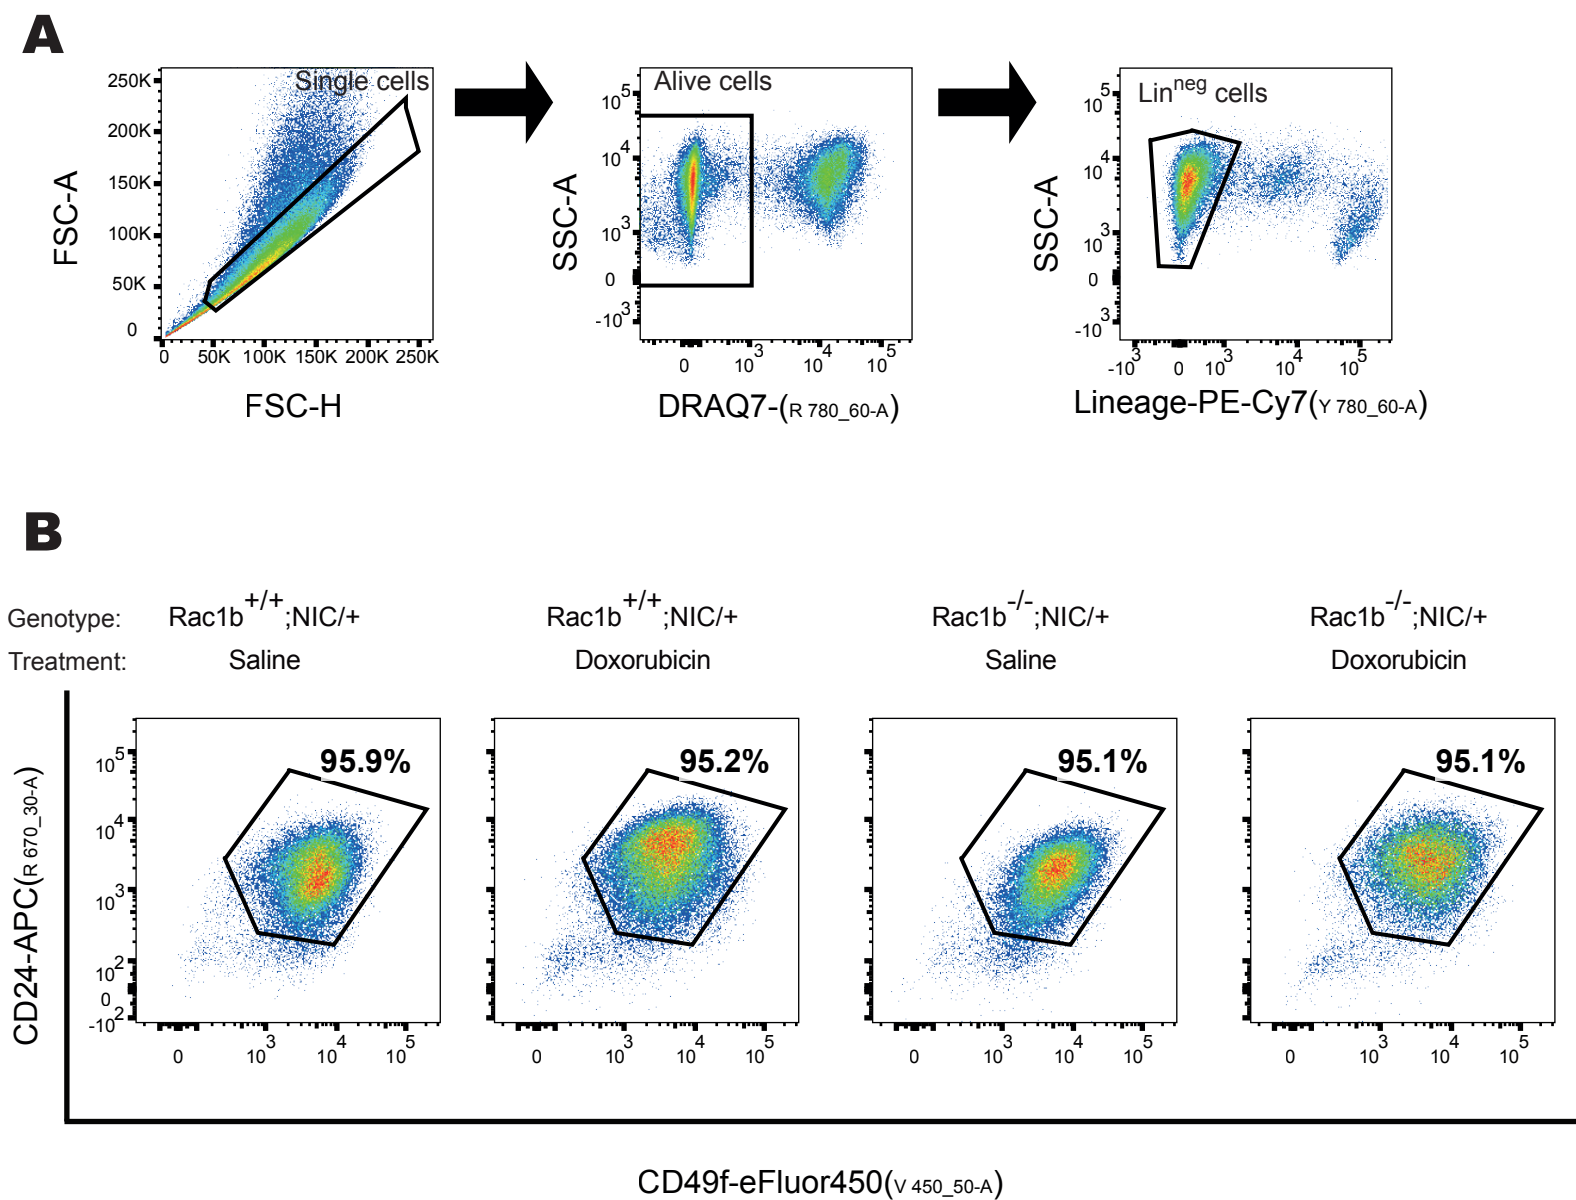 A
Single cells
Alive cells
Lin^neg cells
250K
200K
150K
100K
50K
0
FSC-A
0 50K 100K 150K 200K 250K
FSC-H
10^5
10^4
10^3
0
-10^3
SSC-A
0 10^3 10^4 10^5
DRAQ7-(R 780_60-A)
10^5
10^4
10^3
0
-10^3
SSC-A
-10^3 0 10^3 10^4 10^5
Lineage-PE-Cy7(Y 780_60-A)
B
Genotype: Rac1b^+/+;NIC/+ Rac1b^+/+;NIC/+ Rac1b^-/-;NIC/+ Rac1b^-/-;NIC/+
Treatment: Saline Doxorubicin Saline Doxorubicin
95.9% 95.2% 95.1% 95.1%
10^5
10^4
10^3
10^2
0
-10^2
CD24-APC(R 670_30-A)
0 10^3 10^4 10^5 0 10^3 10^4 10^5 0 10^3 10^4 10^5 0 10^3 10^4 10^5
CD49f-eFluor450(V 450_50-A)